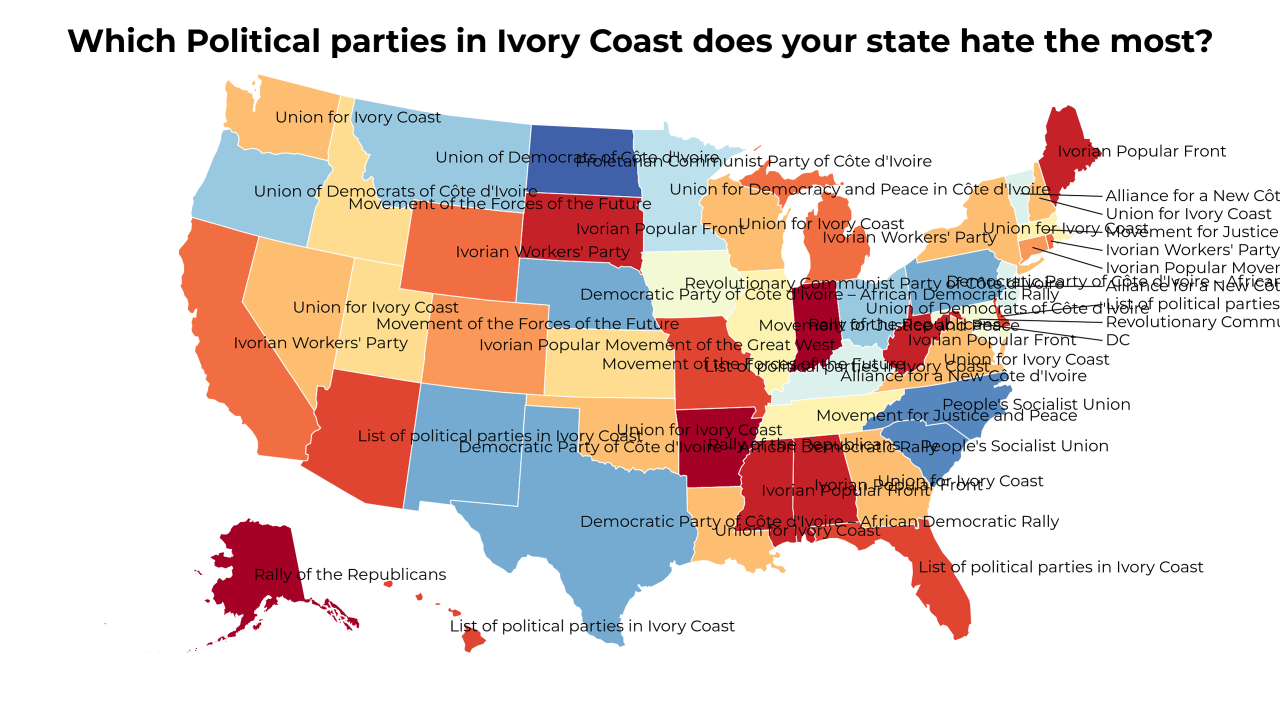 Which Political parties in Ivory Coast does your state hate the most?
Union for Ivory Coast
Ivorian Popular Front
Union of Democrats of Côte d'Ivoire
Proletarian Communist Party of Côte d'Ivoire
Union of Democrats of Côte d'Ivoire
Union for Democracy and Peace in Côte d'Ivoire
Alliance for a New Côt
Movement of the Forces of the Future
Union for Ivory Coast
Ivorian Popular Front
Union for Ivory Coast
Union for Ivory Coast
Movement for Justice
Ivorian Workers' Party
Ivorian Workers' Party
Ivorian Workers' Party
Ivorian Popular Movem
Revolutionary Communist Party of Côte d'Ivoire
Democratic Party of Côte d'Ivoire – African
Alliance for a New Cô
Democratic Party of Côte d'Ivoire – African Democratic Rally
List of political parties
Union for Ivory Coast
Union of Democrats of Côte d'Ivoire
Movement of the Forces of the Future
Movement for Justice and Peace
Rally of the Republicans
Revolutionary Commu
Ivorian Workers' Party
Ivorian Popular Movement of the Great West
Ivorian Popular Front
DC
Movement of the Forces of the Future
List of political parties in Ivory Coast
Union for Ivory Coast
Alliance for a New Côte d'Ivoire
People's Socialist Union
Movement for Justice and Peace
Union for Ivory Coast
List of political parties in Ivory Coast
Democratic Party of Côte d'Ivoire – African Democratic Rally
Rally of the Republicans
People's Socialist Union
Ivorian Popular Front
Ivorian Popular Front
Union for Ivory Coast
Democratic Party of Côte d'Ivoire – African Democratic Rally
Union for Ivory Coast
List of political parties in Ivory Coast
Rally of the Republicans
List of political parties in Ivory Coast